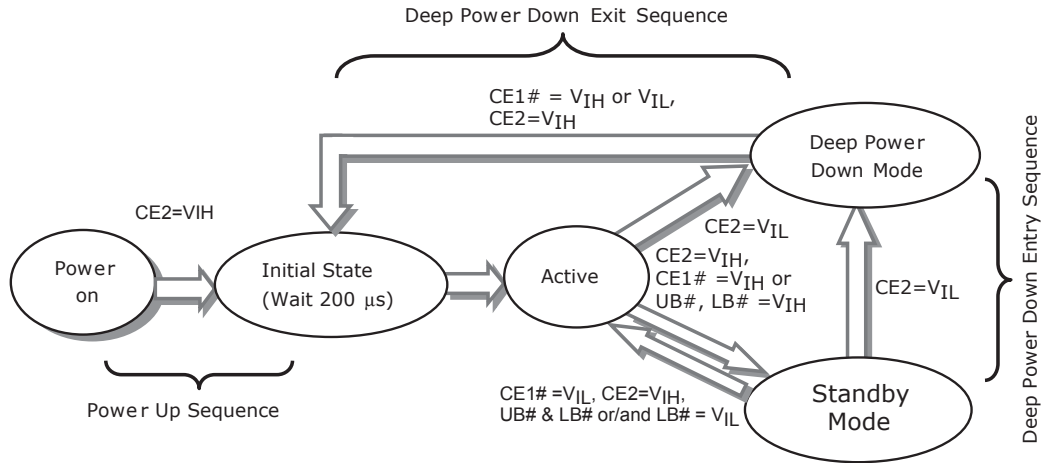 Deep Power Down Exit Sequence
CE1# = VIH or VIL,
CE2=VIH
Deep Power
Down Mode
CE2=VIH
Power
on
Initial State
(Wait 200 μs)
Active
CE2=VIL
CE2=VIH,
CE1# =VIH or
UB#, LB# =VIH
CE2=VIL
Deep Power Down Entry Sequence
CE1# =VIL, CE2=VIH,
UB# & LB# or/and LB# = VIL
Standby
Mode
Power Up Sequence